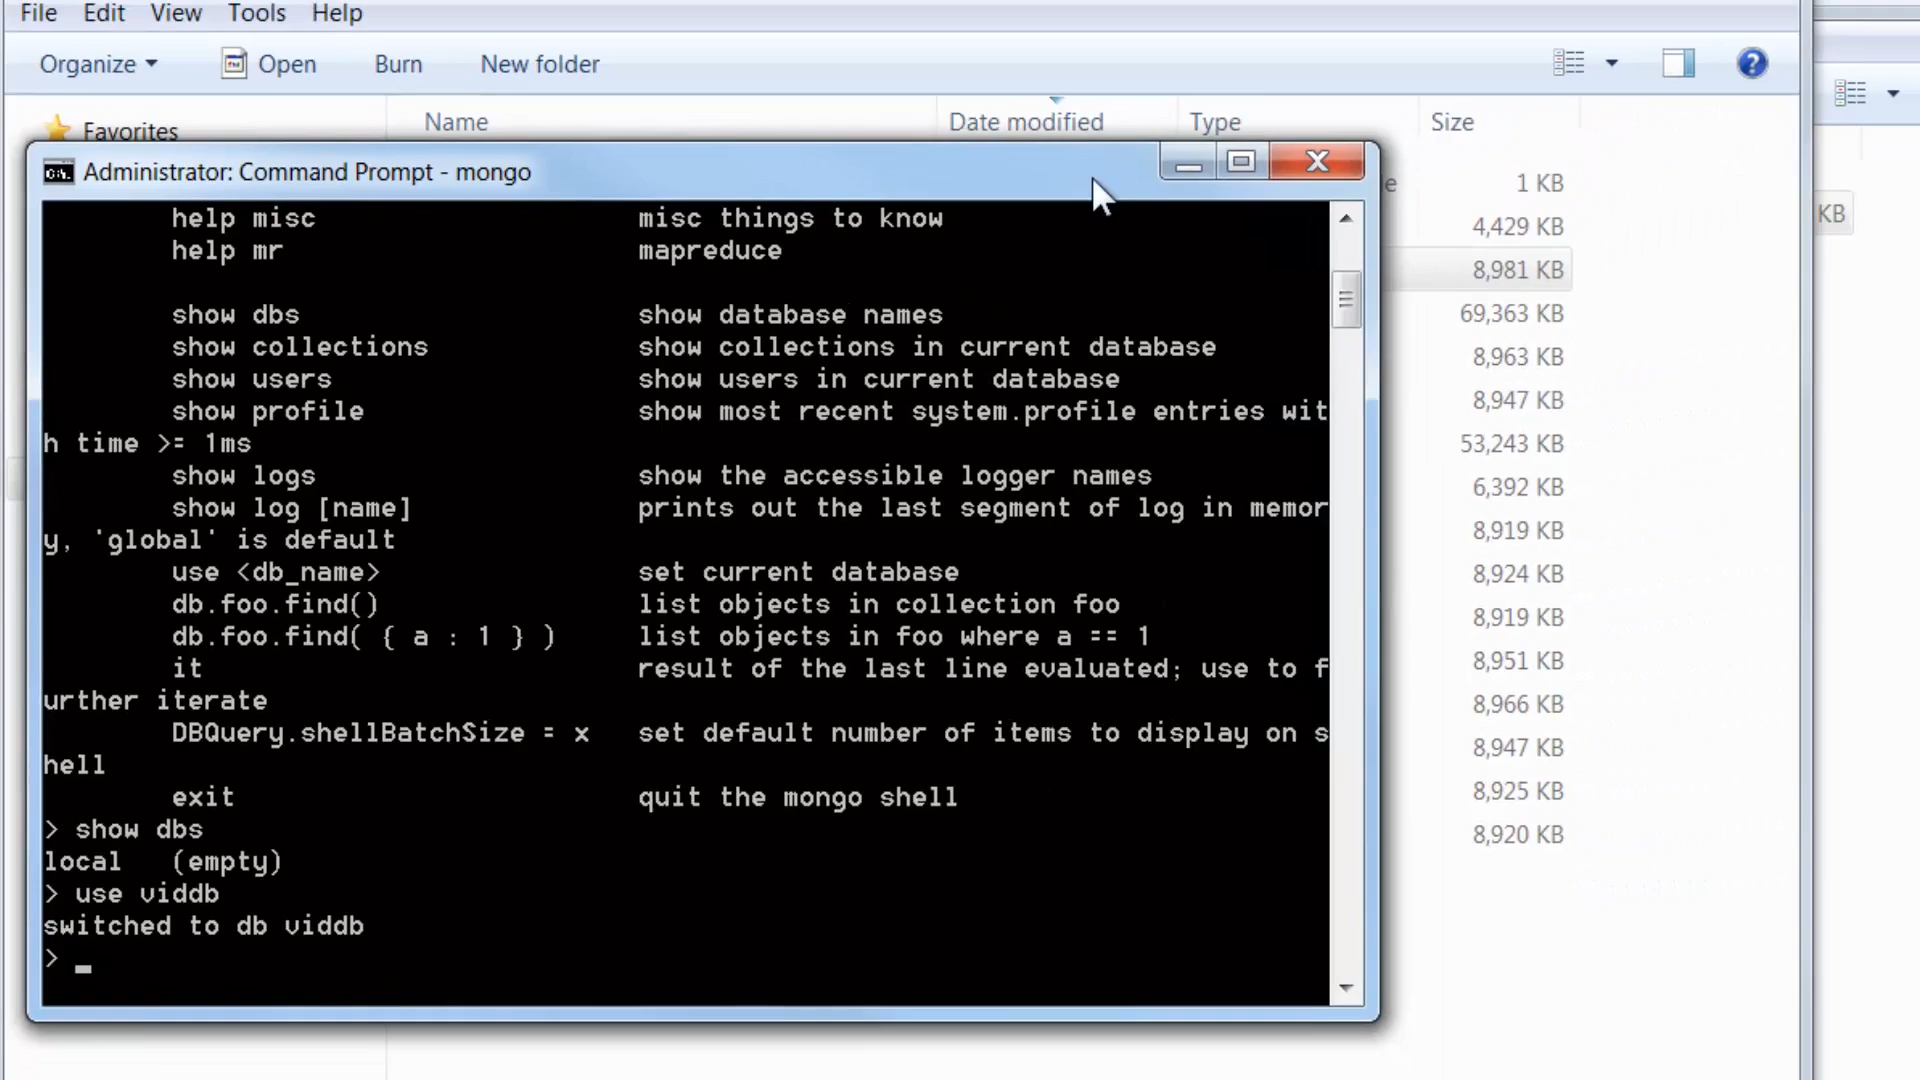 File Edit View Tools Help
Organize Open Burn New folder
Favorites Name Date modified Type Size
Administrator: Command Prompt - mongo
help misc misc things to know
help mr mapreduce
show dbs show database names
show collections show collections in current database
show users show users in current database
show profile show most recent system.profile entries wit
h time >= 1ms
show logs show the accessible logger names
show log [name] prints out the last segment of log in memor
y, 'global' is default
use <db_name> set current database
db.foo.find() list objects in collection foo
db.foo.find( { a : 1 } ) list objects in foo where a == 1
it result of the last line evaluated; use to f
urther iterate
DBQuery.shellBatchSize = x set default number of items to display on s
hell
exit quit the mongo shell
> show dbs
local (empty)
> use viddb
switched to db viddb
> _
e 1 KB
4,429 KB
8,981 KB
69,363 KB
8,963 KB
8,947 KB
53,243 KB
6,392 KB
8,919 KB
8,924 KB
8,919 KB
8,951 KB
8,966 KB
8,947 KB
8,925 KB
8,920 KB
KB